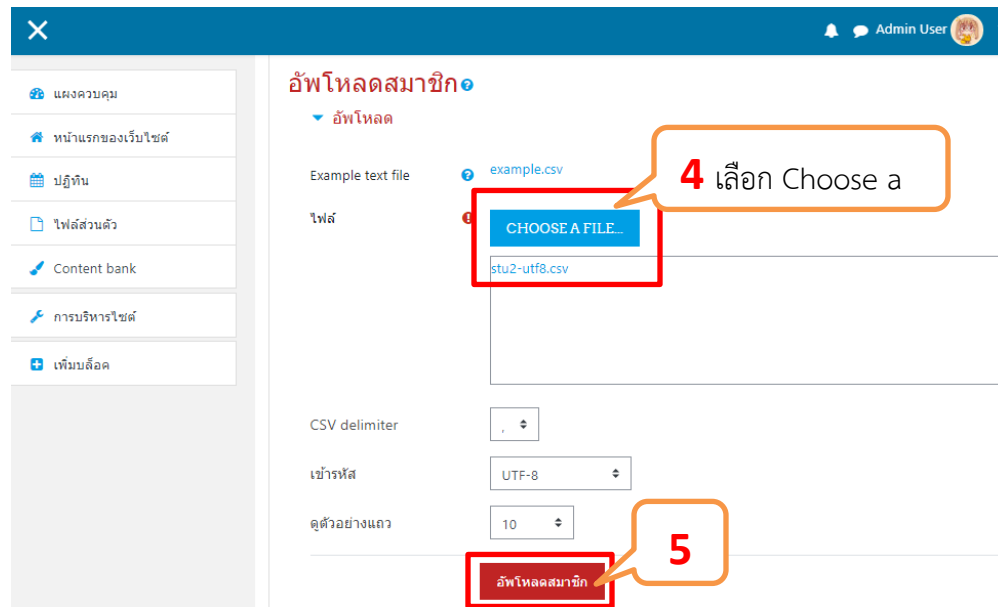 Admin User
แผงควบคุม
หน้าแรกของเว็บไซต์
ปฏิทิน
ไฟล์ส่วนตัว
Content bank
การบริหารไซต์
เพิ่มบล็อค
อัพโหลดสมาชิก
อัพโหลด
Example text file
example.csv
4 เลือก Choose a
ไฟล์
CHOOSE A FILE...
stu2-utf8.csv
CSV delimiter
,
เข้ารหัส
UTF-8
ดูตัวอย่างแถว
10
5
อัพโหลดสมาชิก